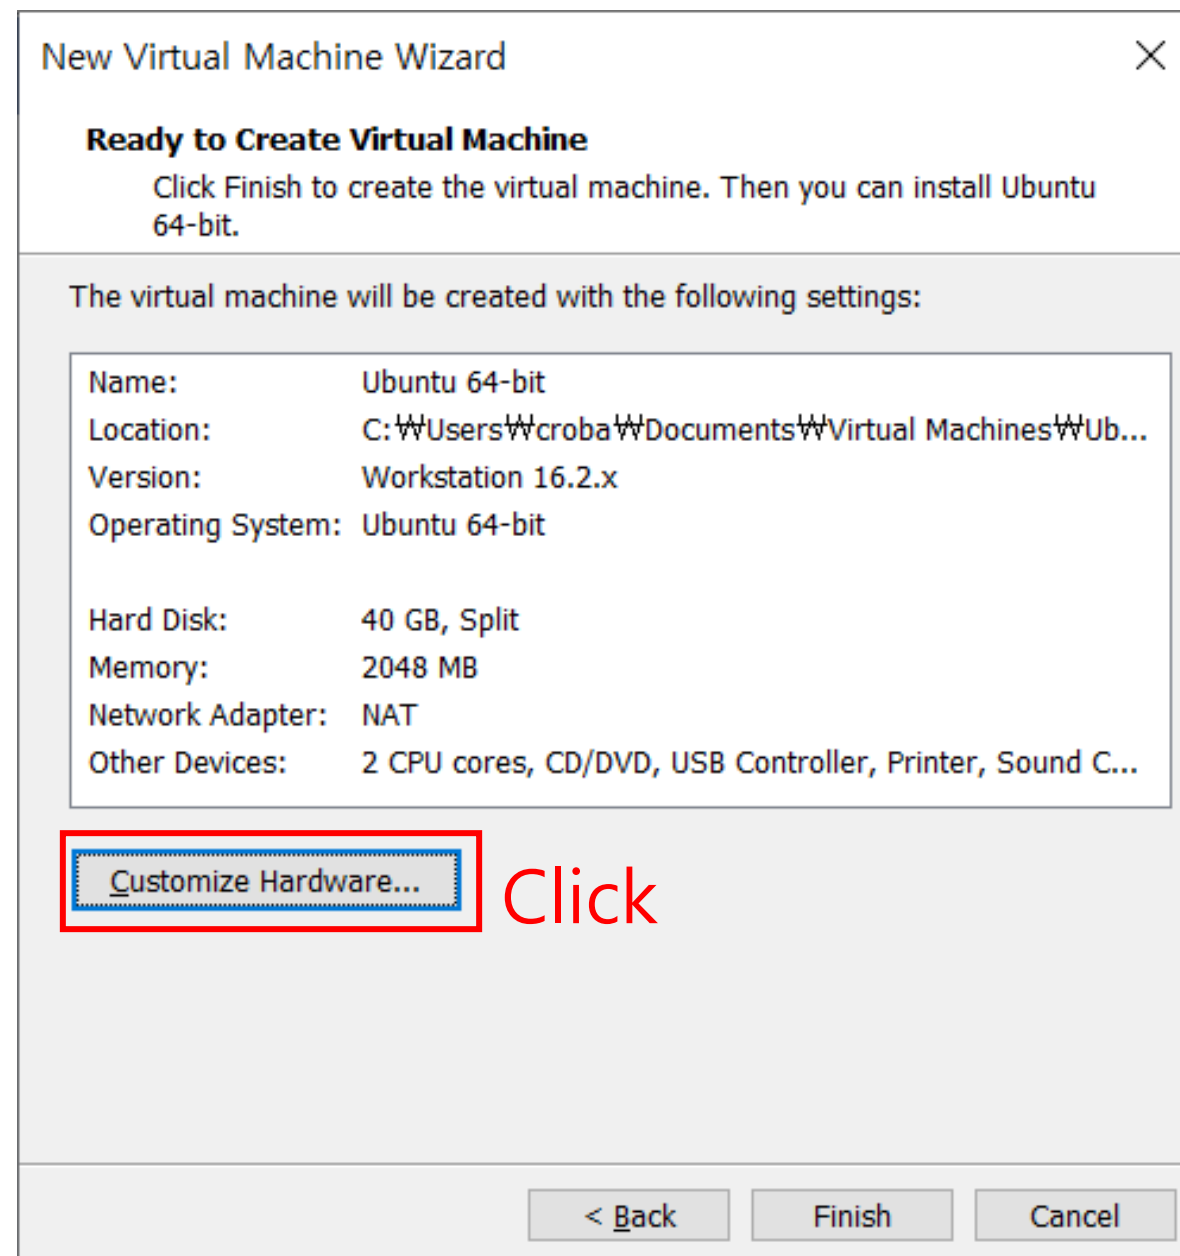 New Virtual Machine Wizard
Ready to Create Virtual Machine
Click Finish to create the virtual machine. Then you can install Ubuntu
64-bit.
The virtual machine will be created with the following settings:
Name: Ubuntu 64-bit
Location: C:₩Users₩croba₩Documents₩Virtual Machines₩Ub...
Version: Workstation 16.2.x
Operating System: Ubuntu 64-bit
Hard Disk: 40 GB, Split
Memory: 2048 MB
Network Adapter: NAT
Other Devices: 2 CPU cores, CD/DVD, USB Controller, Printer, Sound C...
Customize Hardware... Click
< Back Finish Cancel